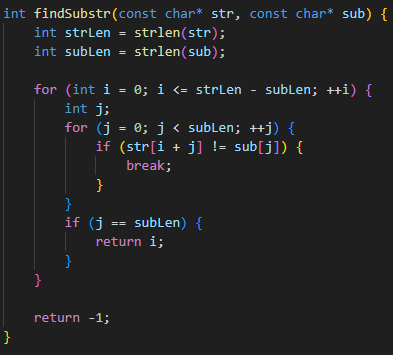 int findSubstr(const char* str, const char* sub) {
    int strLen = strlen(str);
    int subLen = strlen(sub);

    for (int i = 0; i <= strLen - subLen; ++i) {
        int j;
        for (j = 0; j < subLen; ++j) {
            if (str[i + j] != sub[j]) {
                break;
            }
        }
        if (j == subLen) {
            return i;
        }
    }

    return -1;
}